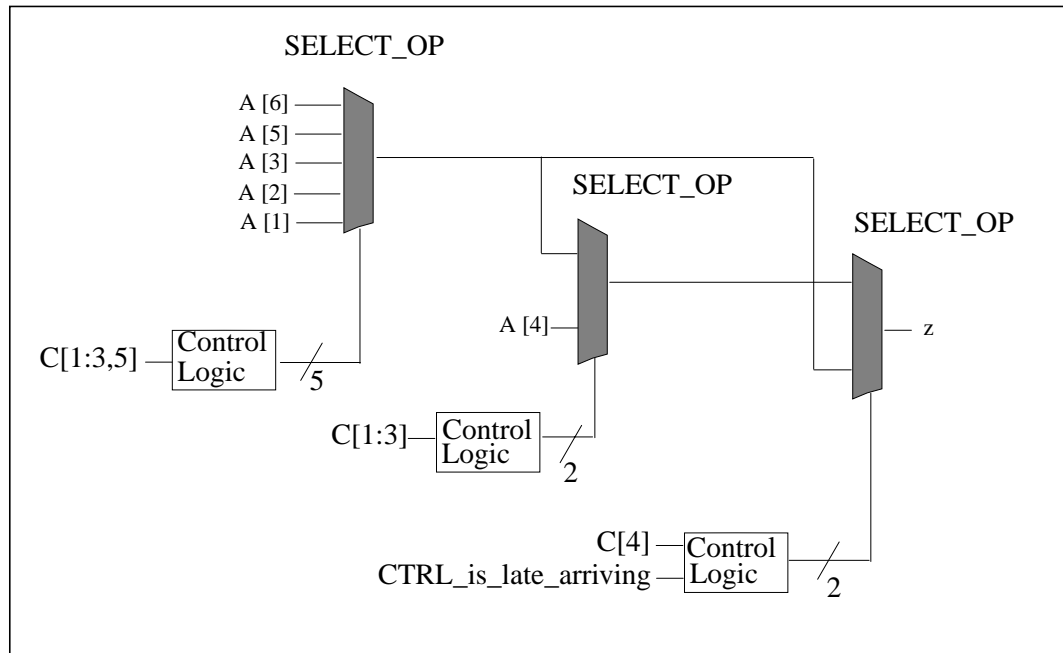 SELECT_OP
A [6]
A [5]
A [3]
A [2]
A [1]
SELECT_OP
SELECT_OP
A [4]
z
C[1:3,5]
Control
Logic
5
C[1:3]
Control
Logic
2
C[4]
CTRL_is_late_arriving
Control
Logic
2